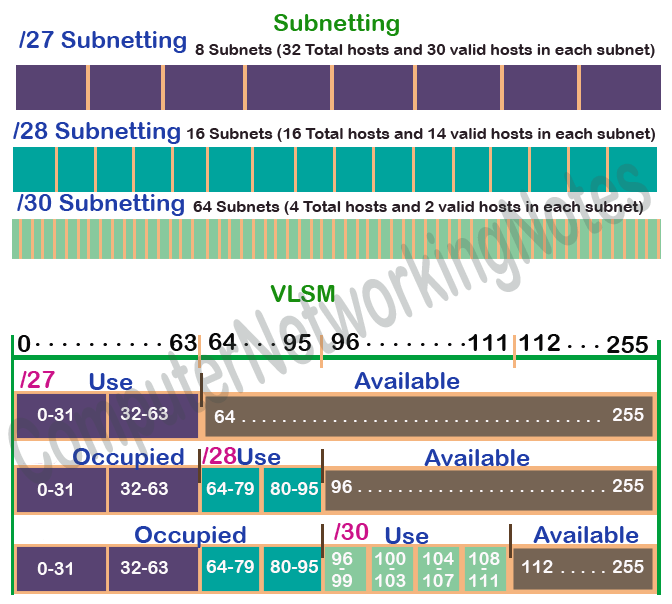 Subnetting
/27 Subnetting 8 Subnets (32 Total hosts and 30 valid hosts in each subnet)
/28 Subnetting 16 Subnets (16 Total hosts and 14 valid hosts in each subnet)
/30 Subnetting 64 Subnets (4 Total hosts and 2 valid hosts in each subnet)
ComputerNetworkingNotes
VLSM
0 . . . . . . . . . . 63 64 . . . 95 96 . . . . . . . . 111 112 . . . 255
/27 Use Available
0-31 32-63 64 . . . . . . . . . . . . . . . . . . . . . . . . . . . . . . . . . . . . 255
Occupied /28Use Available
0-31 32-63 64-79 80-95 96 . . . . . . . . . . . . . . . . . . . . . . . . 255
Occupied /30 Use Available
0-31 32-63 64-79 80-95 96-99 100-103 104-107 108-111 112 . . . . . 255